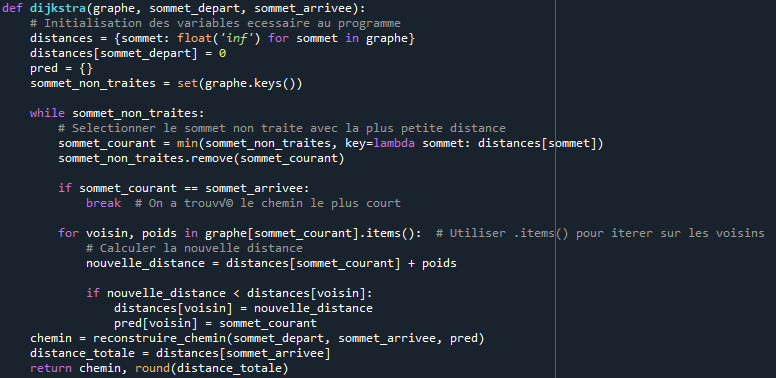 def dijkstra(graphe, sommet_depart, sommet_arrivee):
    # Initialisation des variables ecessaire au programme
    distances = {sommet: float('inf') for sommet in graphe}
    distances[sommet_depart] = 0
    pred = {}
    sommet_non_traites = set(graphe.keys())

    while sommet_non_traites:
        # Selectionner le sommet non traite avec la plus petite distance
        sommet_courant = min(sommet_non_traites, key=lambda sommet: distances[sommet])
        sommet_non_traites.remove(sommet_courant)

        if sommet_courant == sommet_arrivee:
            break  # On a trouv√© le chemin le plus court

        for voisin, poids in graphe[sommet_courant].items():  # Utiliser .items() pour iterer sur les voisins
            # Calculer la nouvelle distance
            nouvelle_distance = distances[sommet_courant] + poids

            if nouvelle_distance < distances[voisin]:
                distances[voisin] = nouvelle_distance
                pred[voisin] = sommet_courant
    chemin = reconstruire_chemin(sommet_depart, sommet_arrivee, pred)
    distance_totale = distances[sommet_arrivee]
    return chemin, round(distance_totale)